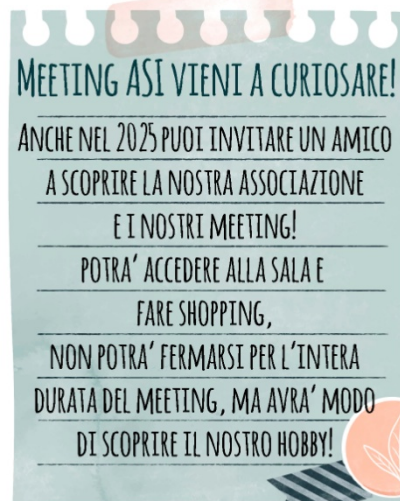 MEETING ASI VIENI A CURIOSARE!
ANCHE NEL 2025 PUOI INVITARE UN AMICO
A SCOPRIRE LA NOSTRA ASSOCIAZIONE
E I NOSTRI MEETING!
POTRA' ACCEDERE ALLA SALA E
FARE SHOPPING,
NON POTRA' FERMARSI PER L'INTERA
DURATA DEL MEETING, MA AVRA' MODO
DI SCOPRIRE IL NOSTRO HOBBY!